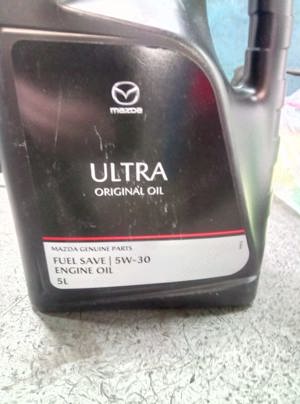 mazda
ULTRA
ORIGINAL OIL
MAZDA GENUINE PARTS
FUEL SAVE | 5W-30
ENGINE OIL
5L